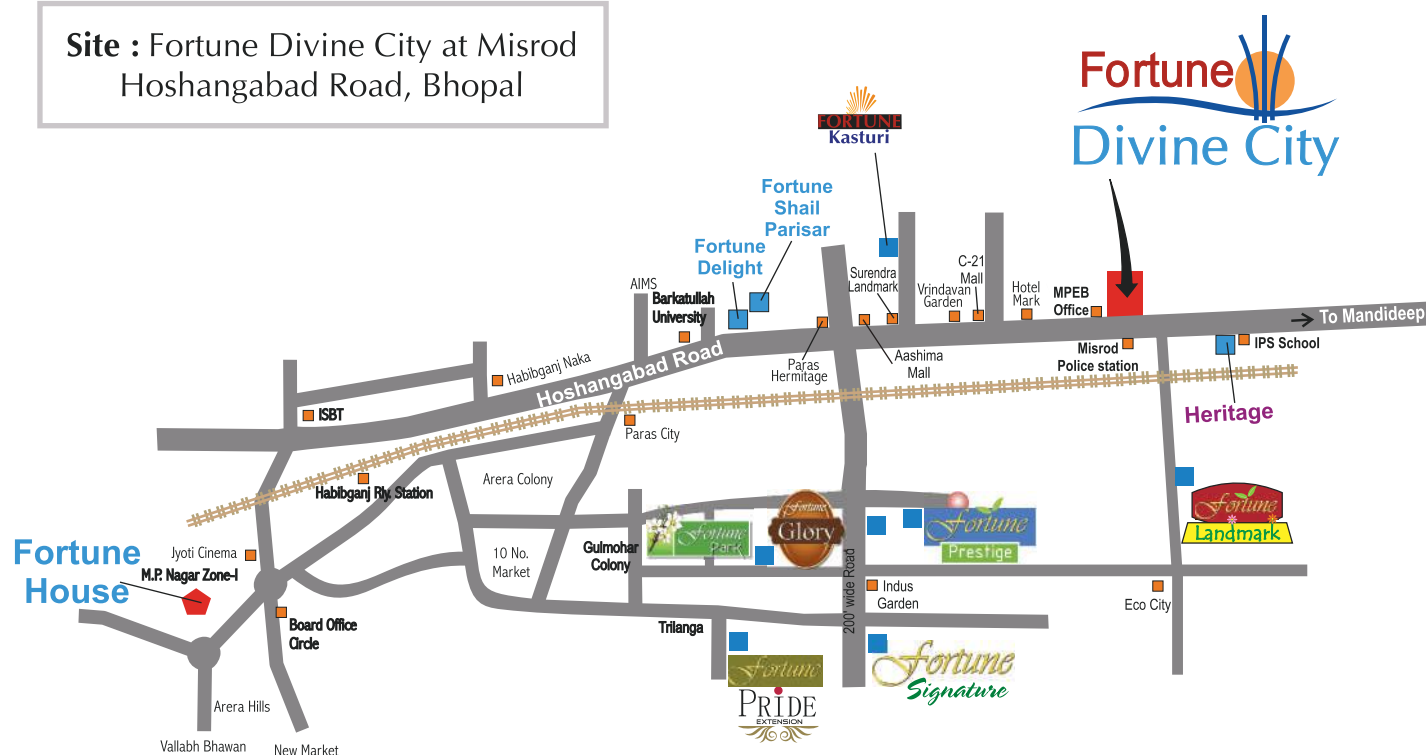 Site : Fortune Divine City at Misrod
Hoshangabad Road, Bhopal
Fortune
Divine City
FORTUNE
Kasturi
Fortune
Shail
Parisar
Fortune
Delight
AIMS
Barkatullah
University
Surendra
Landmark
Vrindavan
Garden
C-21
Mall
Hotel
Mark
MPEB
Office
To Mandideep
IPS School
Misrod
Police station
Heritage
Paras
Hermitage
Aashima
Mall
Hoshangabad Road
Habibganj Naka
ISBT
Paras City
Habibganj Rly. Station
Arera Colony
10 No.
Market
Gulmohar
Colony
Fortune
Park
Fortune
Glory
Fortune
Prestige
Fortune
Landmark
Fortune
House
Jyoti Cinema
M.P. Nagar Zone-I
Board Office
Circle
200' wide Road
Indus
Garden
Eco City
Trilanga
Fortune
PRIDE
EXTENSION
Fortune
Signature
Arera Hills
Vallabh Bhawan
New Market